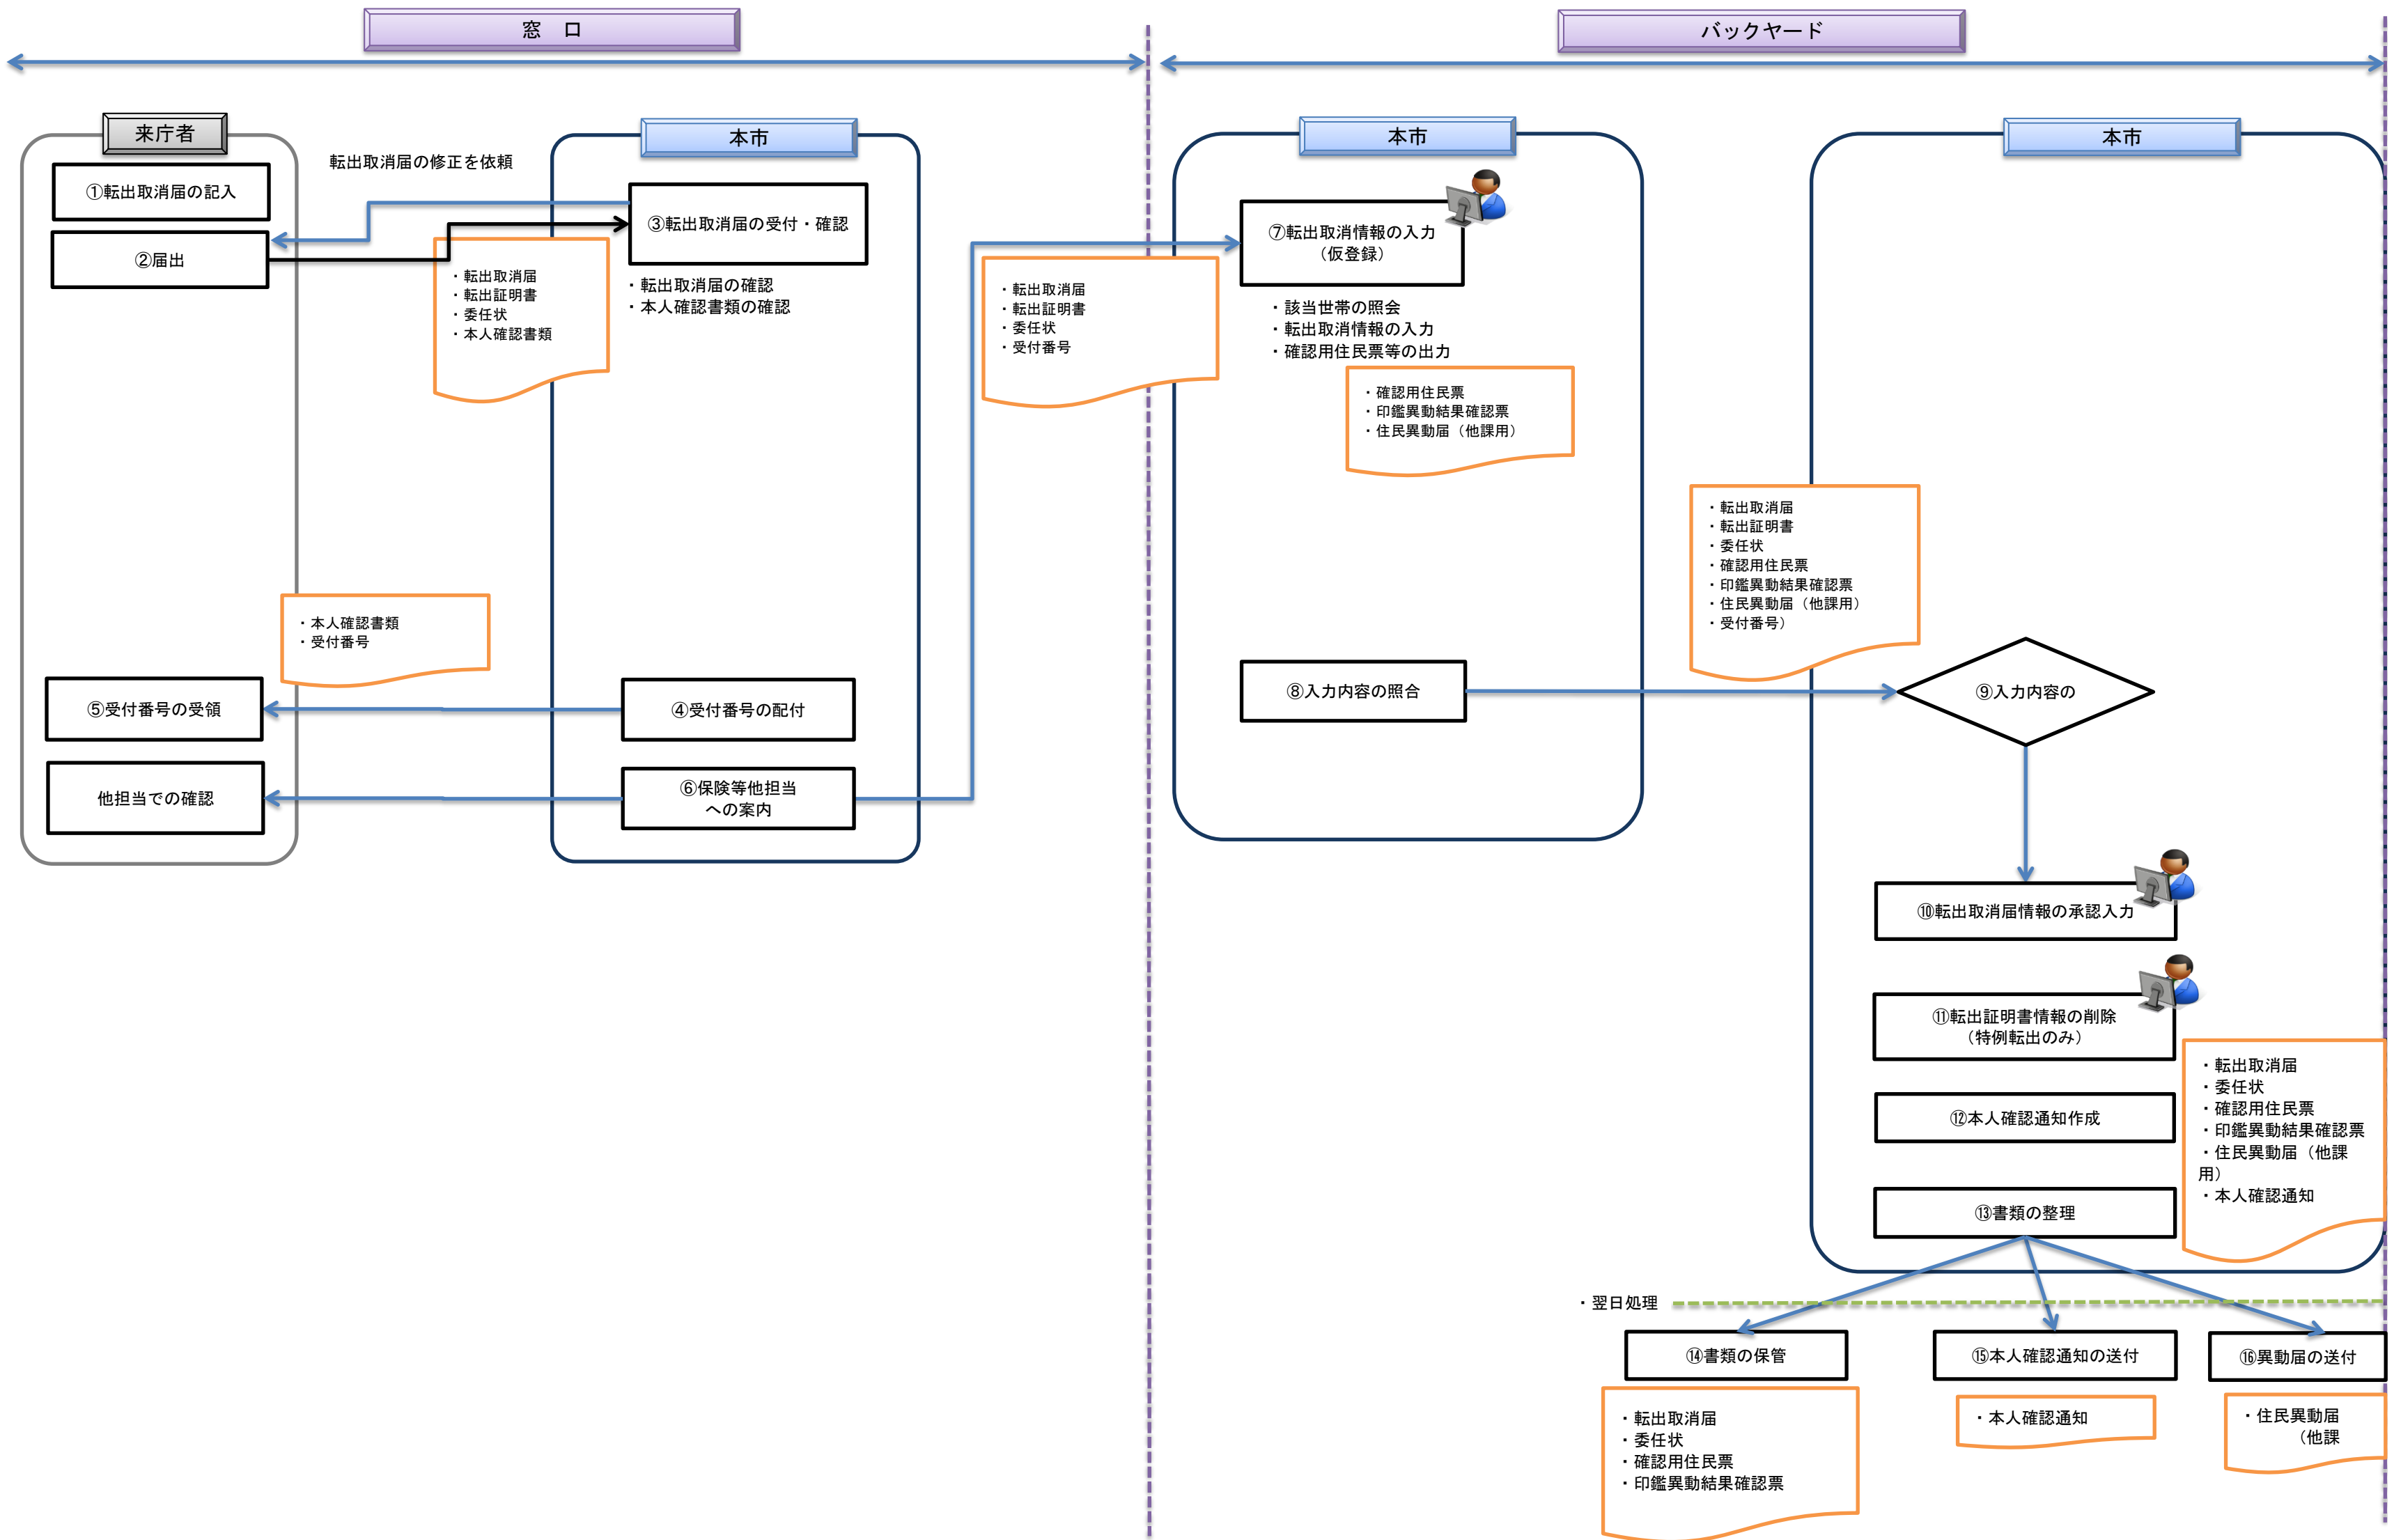 窓　口
バックヤード
来庁者
①転出取消届の記入
②届出
転出取消届の修正を依頼
・転出取消届
・転出証明書
・委任状
・本人確認書類
本市
③転出取消届の受付・確認
・転出取消届の確認
・本人確認書類の確認
・本人確認書類
・受付番号
⑤受付番号の受領
④受付番号の配付
他担当での確認
⑥保険等他担当
への案内
・転出取消届
・転出証明書
・委任状
・受付番号
本市
⑦転出取消情報の入力
（仮登録）
・該当世帯の照会
・転出取消情報の入力
・確認用住民票等の出力
・確認用住民票
・印鑑異動結果確認票
・住民異動届（他課用）
⑧入力内容の照合
本市
・転出取消届
・転出証明書
・委任状
・確認用住民票
・印鑑異動結果確認票
・住民異動届（他課用）
・受付番号）
⑨入力内容の
⑩転出取消届情報の承認入力
⑪転出証明書情報の削除
（特例転出のみ）
⑫本人確認通知作成
⑬書類の整理
・転出取消届
・委任状
・確認用住民票
・印鑑異動結果確認票
・住民異動届（他課
用）
・本人確認通知
・翌日処理
⑭書類の保管
⑮本人確認通知の送付
⑯異動届の送付
・転出取消届
・委任状
・確認用住民票
・印鑑異動結果確認票
・本人確認通知
・住民異動届
（他課